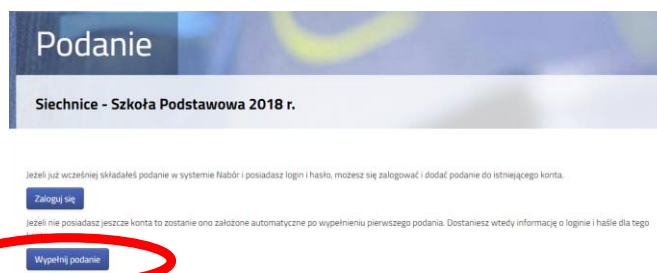 Podanie
Siechnice - Szkoła Podstawowa 2018 r.
Jeżeli już wcześniej składałeś podanie w systemie Nabór i posiadasz login i hasło, możesz się zalogować i dodać podanie do istniejącego konta.
Zaloguj się
Jeżeli nie posiadasz jeszcze konta to zostanie ono założone automatyczne po wypełnieniu pierwszego podania. Dostaniesz wtedy informację o loginie i haśle dla tego
Wypełnij podanie